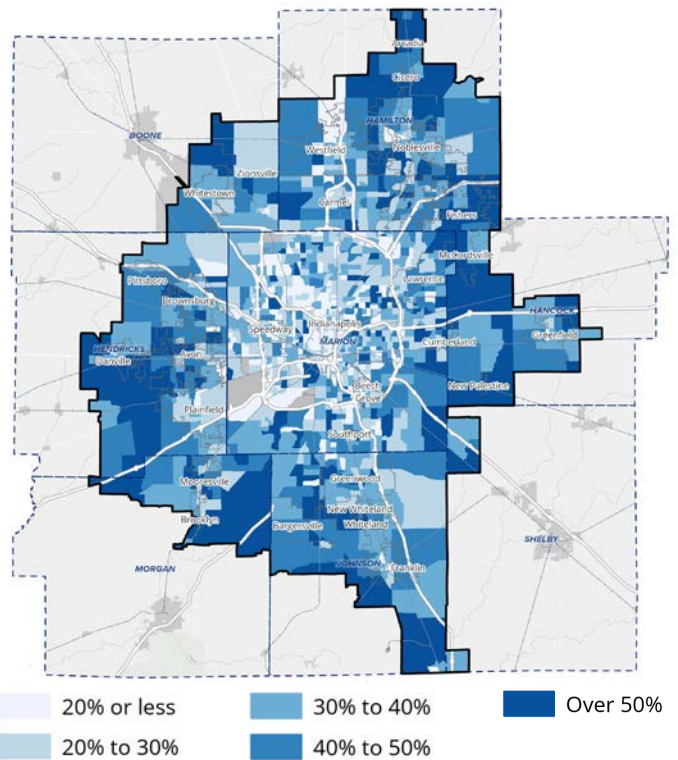 Arcadia
Cicero
HAMILTON
BOONE
Westfield
Noblesville
Zionsville
Whitestown
Carmel
Fishers
McCordsville
Pittsboro
Lawrence
Brownsburg
HANCOCK
Speedway
Indianapolis
Greenfield
MARION
Cumberland
HENDRICKS
Danville
Avon
Beech
Grove
New Palestine
Plainfield
Southport
Mooresville
Greenwood
New Whiteland
Whiteland
Brooklyn
Bargersville
SHELBY
MORGAN
JOHNSON
Franklin
20% or less
30% to 40%
Over 50%
20% to 30%
40% to 50%